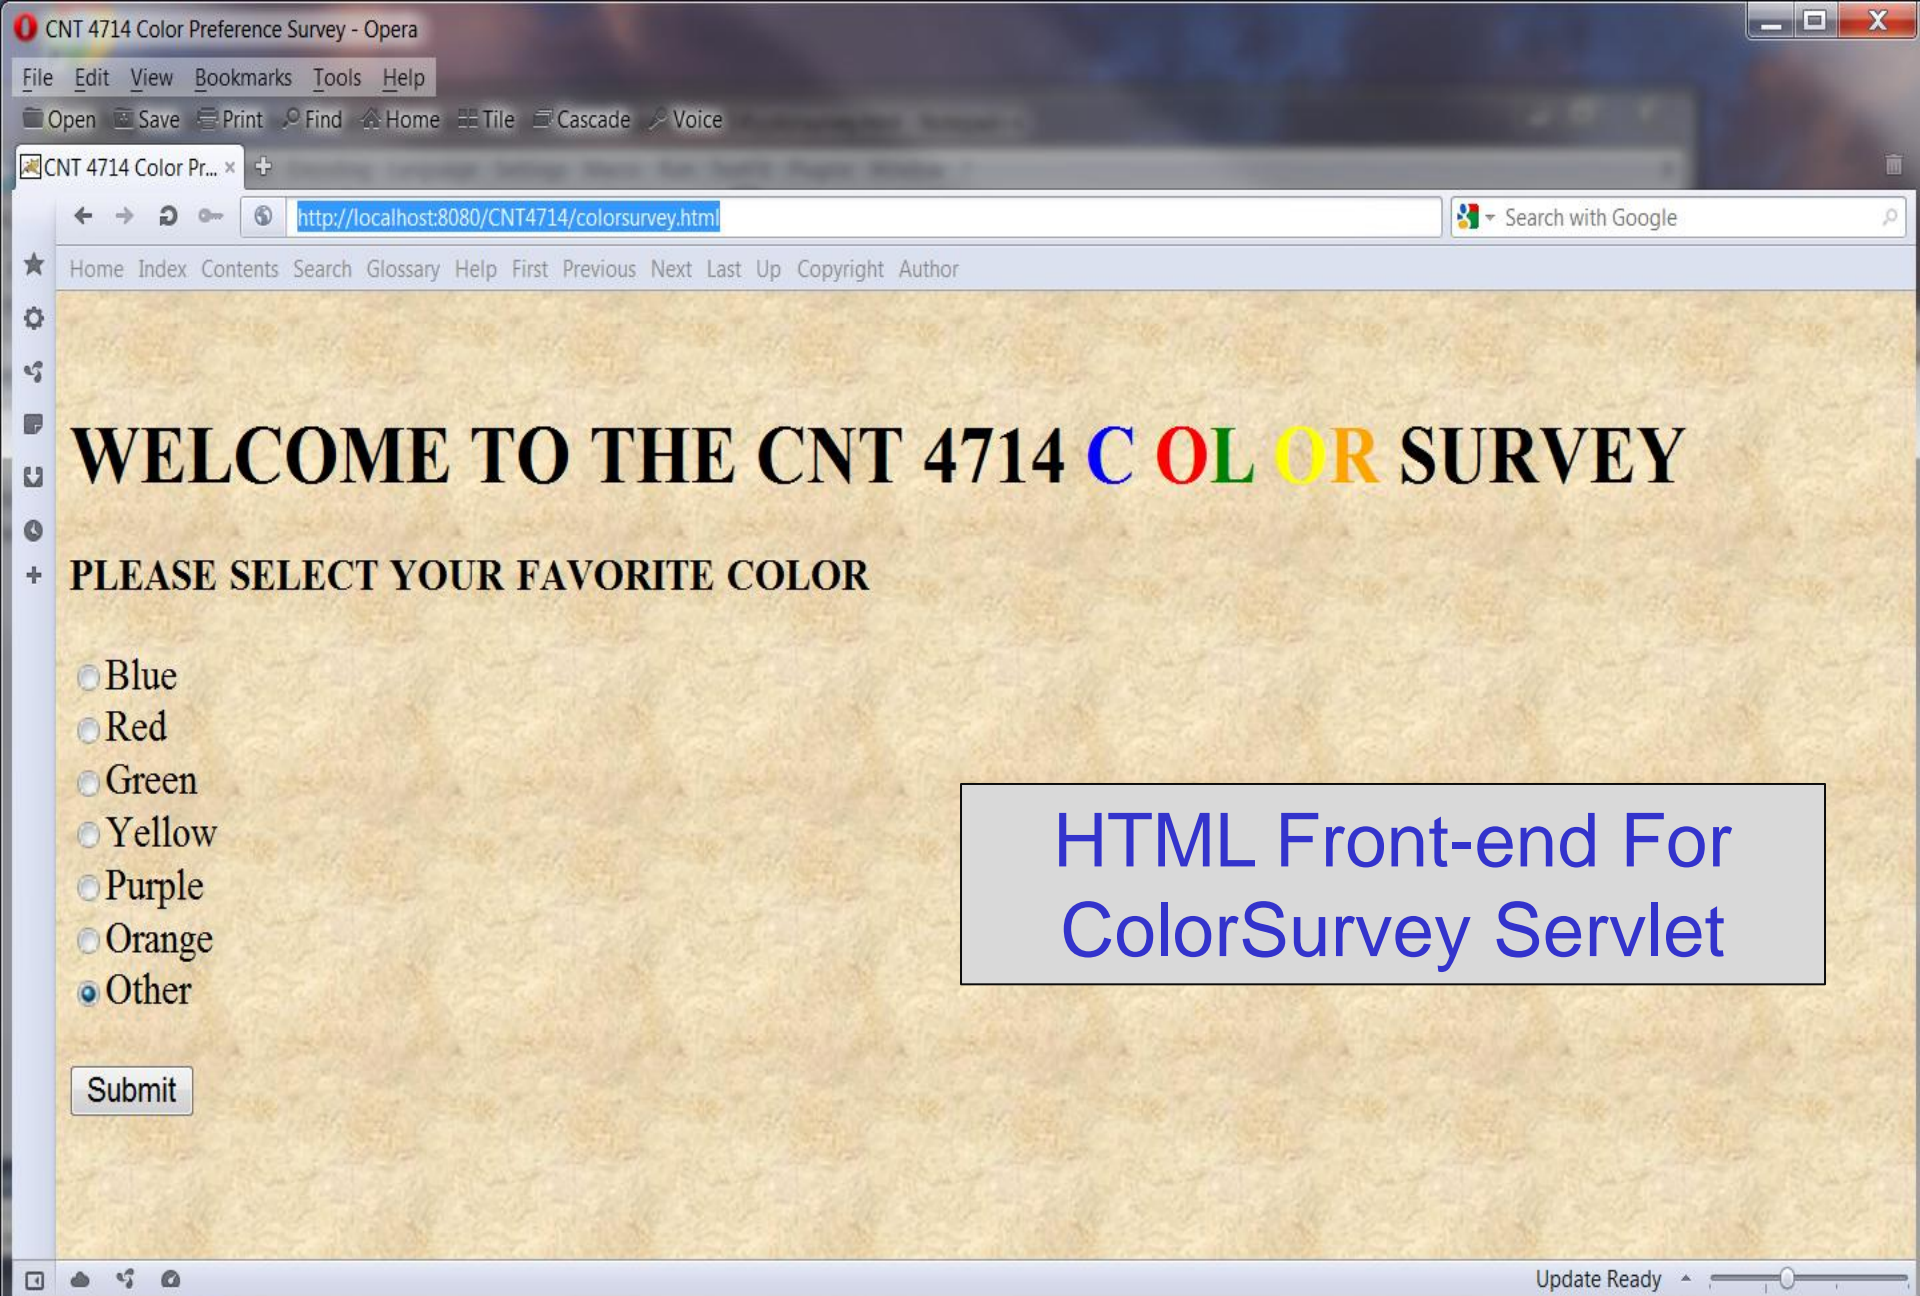 CNT 4714 Color Preference Survey - Opera
File Edit View Bookmarks Tools Help
Open Save Print Find Home Tile Cascade Voice
CNT 4714 Color Pr...
http://localhost:8080/CNT4714/colorsurvey.html
Search with Google
Home Index Contents Search Glossary Help First Previous Next Last Up Copyright Author
WELCOME TO THE CNT 4714 C OL OR SURVEY
PLEASE SELECT YOUR FAVORITE COLOR
Blue
Red
Green
Yellow
Purple
Orange
Other
HTML Front-end For
ColorSurvey Servlet
Submit
Update Ready